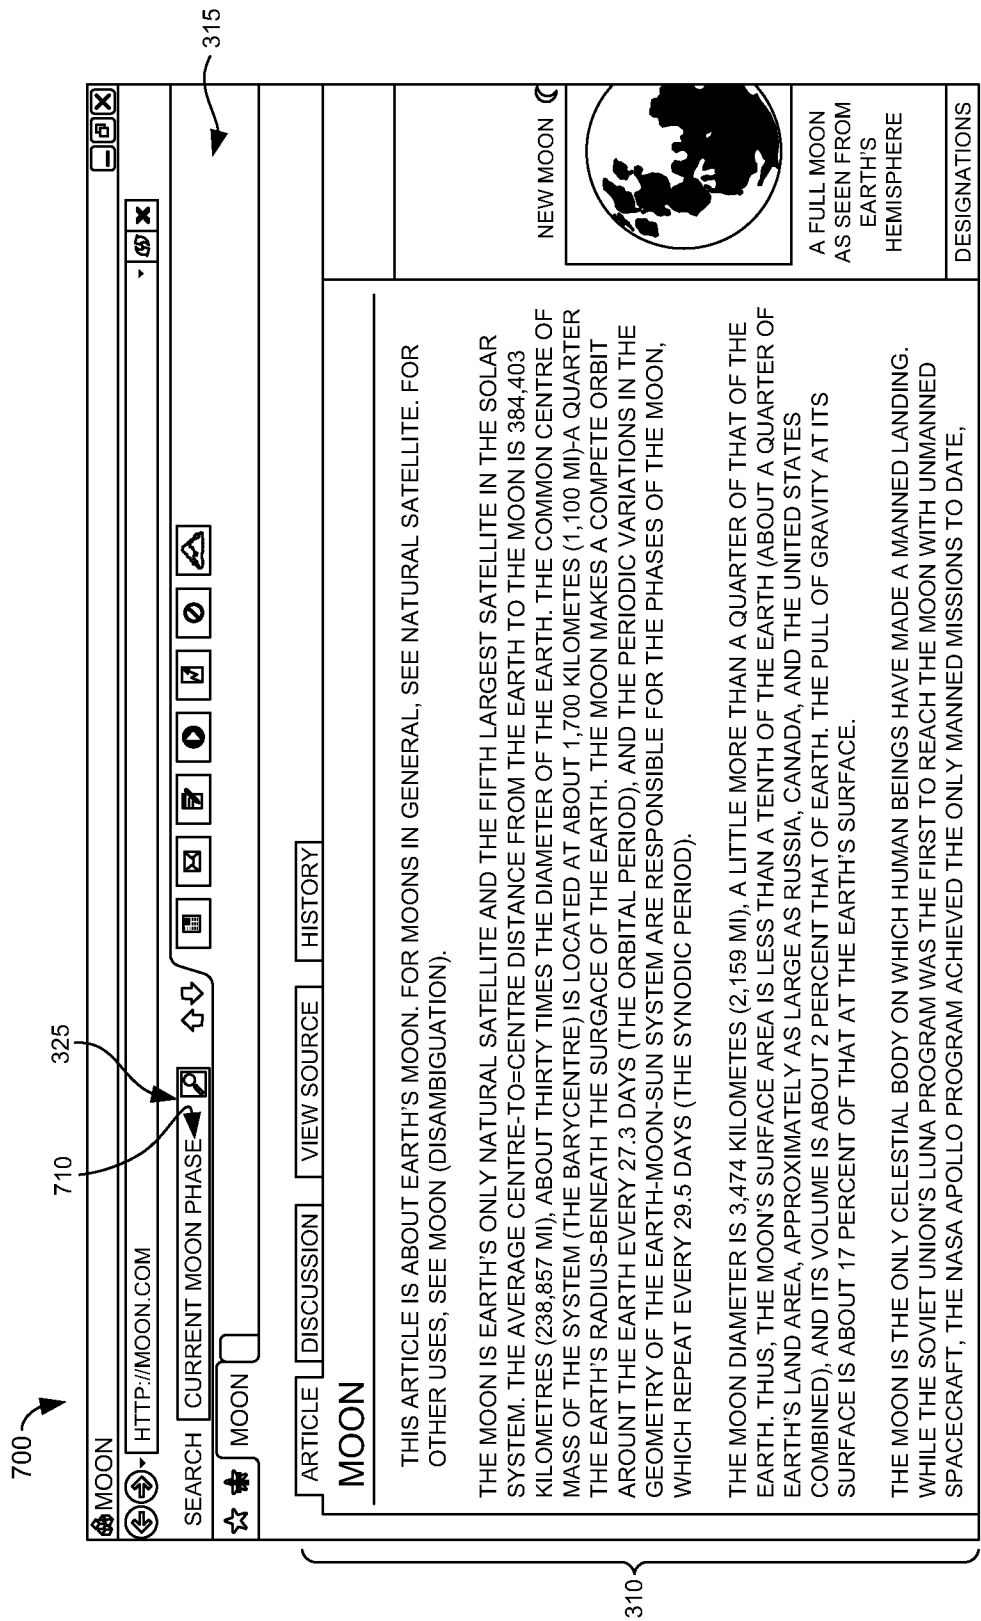 700
MOON
HTTP://MOON.COM
710
325
315
SEARCH CURRENT MOON PHASE
MOON
ARTICLE DISCUSSION VIEW SOURCE HISTORY
MOON
THIS ARTICLE IS ABOUT EARTH'S MOON. FOR MOONS IN GENERAL, SEE NATURAL SATELLITE. FOR
OTHER USES, SEE MOON (DISAMBIGUATION).
THE MOON IS EARTH'S ONLY NATURAL SATELLITE AND THE FIFTH LARGEST SATELLITE IN THE SOLAR
SYSTEM. THE AVERAGE CENTRE-TO=CENTRE DISTANCE FROM THE EARTH TO THE MOON IS 384,403
KILOMETRES (238,857 MI), ABOUT THIRTY TIMES THE DIAMETER OF THE EARTH. THE COMMON CENTRE OF
MASS OF THE SYSTEM (THE BARYCENTRE) IS LOCATED AT ABOUT 1,700 KILOMETES (1,100 MI)-A QUARTER
THE EARTH'S RADIUS-BENEATH THE SURGACE OF THE EARTH. THE MOON MAKES A COMPETE ORBIT
AROUNT THE EARTH EVERY 27.3 DAYS (THE ORBITAL PERIOD), AND THE PERIODIC VARIATIONS IN THE
GEOMETRY OF THE EARTH-MOON-SUN SYSTEM ARE RESPONSIBLE FOR THE PHASES OF THE MOON,
WHICH REPEAT EVERY 29.5 DAYS (THE SYNODIC PERIOD).
THE MOON DIAMETER IS 3,474 KILOMETES (2,159 MI), A LITTLE MORE THAN A QUARTER OF THAT OF THE
EARTH. THUS, THE MOON'S SURFACE AREA IS LESS THAN A TENTH OF THE EARTH (ABOUT A QUARTER OF
EARTH'S LAND AREA, APPROXIMATELY AS LARGE AS RUSSIA, CANADA, AND THE UNITED STATES
COMBINED), AND ITS VOLUME IS ABOUT 2 PERCENT THAT OF EARTH. THE PULL OF GRAVITY AT ITS
SURFACE IS ABOUT 17 PERCENT OF THAT AT THE EARTH'S SURFACE.
THE MOON IS THE ONLY CELESTIAL BODY ON WHICH HUMAN BEINGS HAVE MADE A MANNED LANDING.
WHILE THE SOVIET UNION'S LUNA PROGRAM WAS THE FIRST TO REACH THE MOON WITH UNMANNED
SPACECRAFT, THE NASA APOLLO PROGRAM ACHIEVED THE ONLY MANNED MISSIONS TO DATE,
NEW MOON
A FULL MOON
AS SEEN FROM
EARTH'S
HEMISPHERE
DESIGNATIONS
310